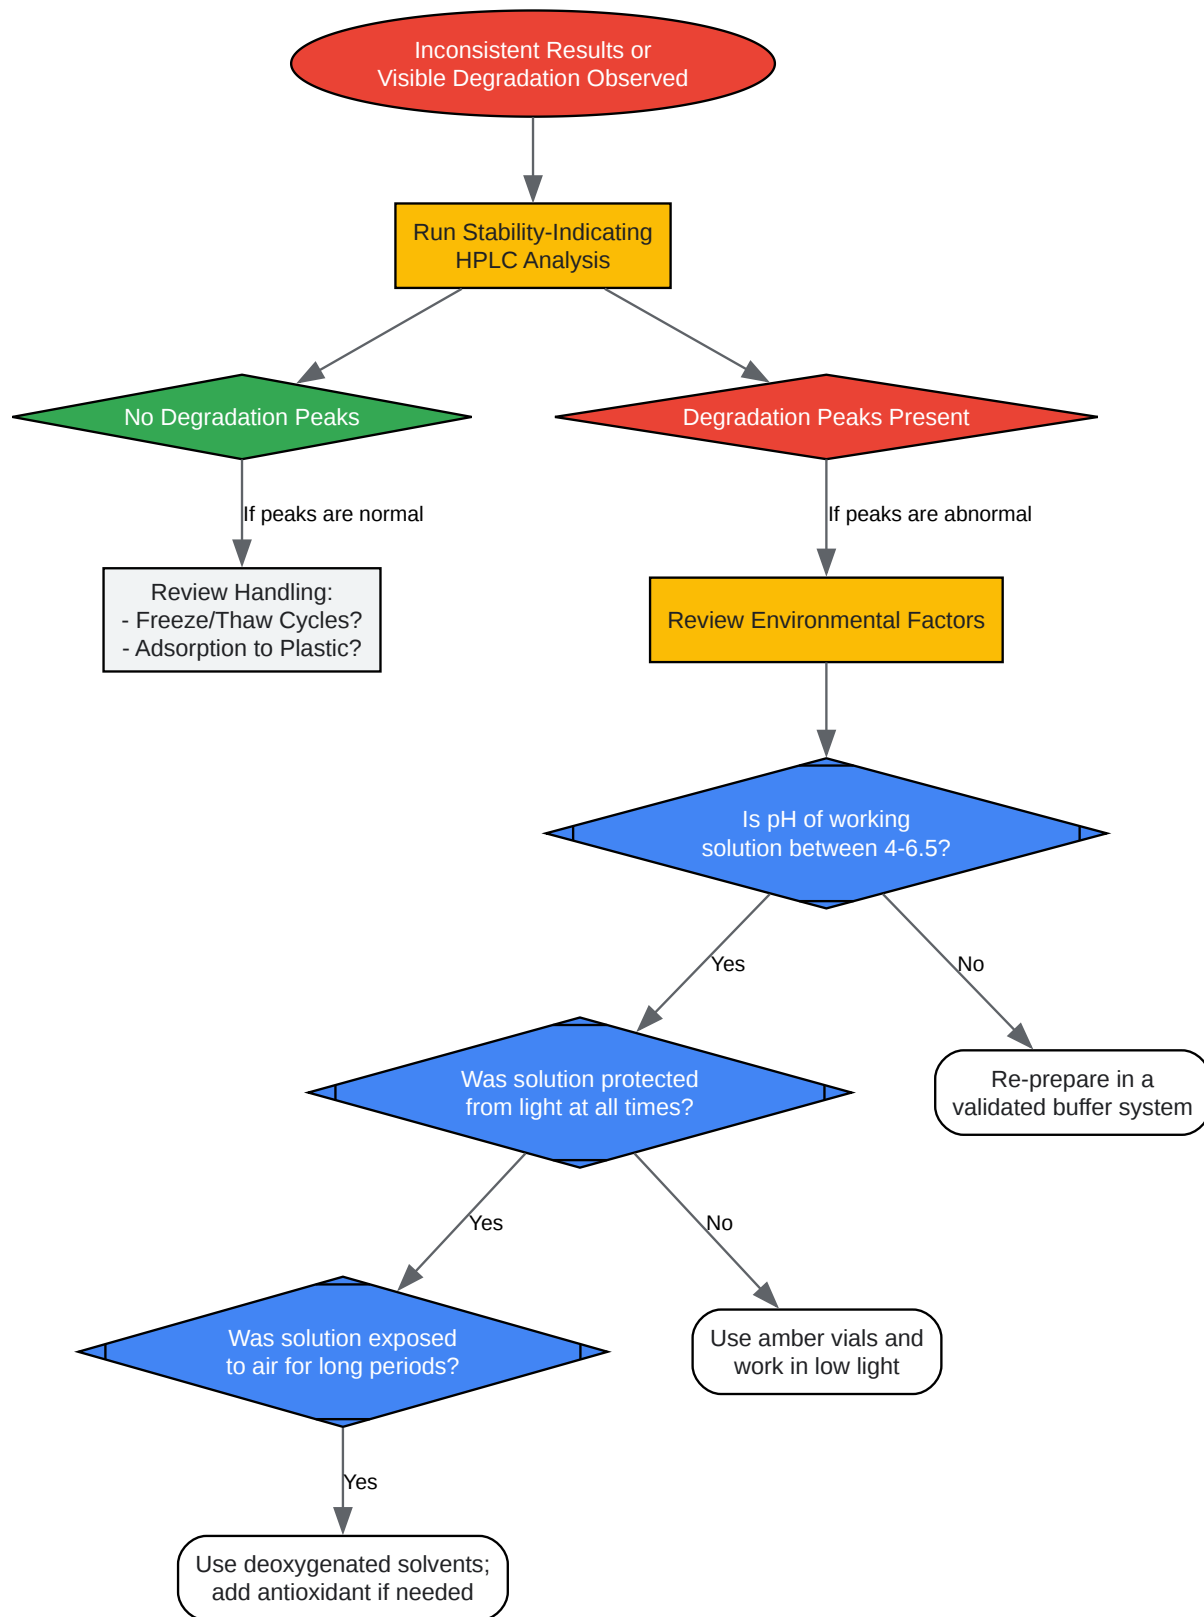 Inconsistent Results or
Visible Degradation Observed
Run Stability-Indicating
HPLC Analysis
No Degradation Peaks
Degradation Peaks Present
If peaks are normal
If peaks are abnormal
Review Handling:
- Freeze/Thaw Cycles?
- Adsorption to Plastic?
Review Environmental Factors
Is pH of working
solution between 4-6.5?
Yes
No
Was solution protected
from light at all times?
Re-prepare in a
validated buffer system
Yes
No
Was solution exposed
to air for long periods?
Use amber vials and
work in low light
Yes
Use deoxygenated solvents;
add antioxidant if needed